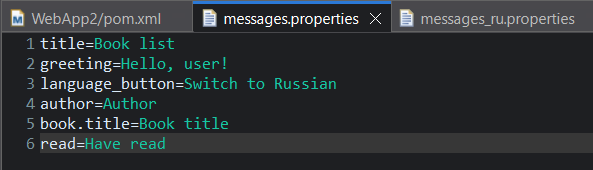 WebApp2/pom.xml messages.properties messages_ru.properties
1 title=Book list
2 greeting=Hello, user!
3 language_button=Switch to Russian
4 author=Author
5 book.title=Book title
6 read=Have read